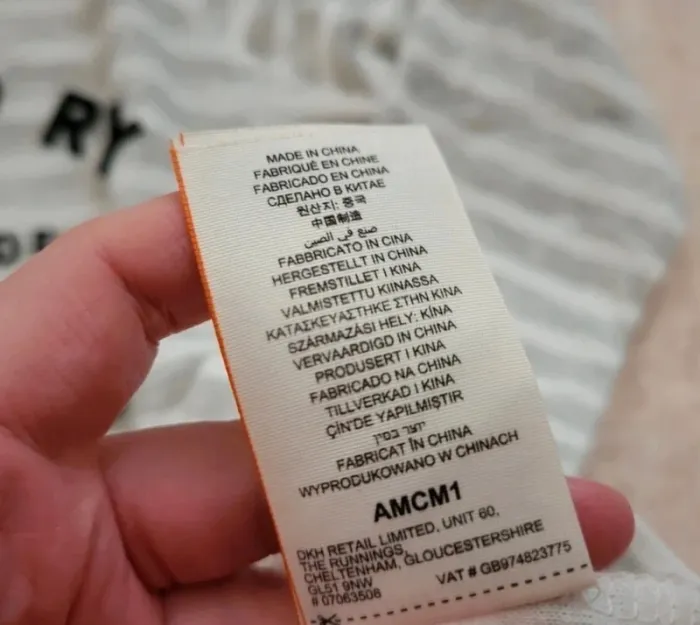 RY
MADE IN CHINA
FABRIQUÉ EN CHINE
FABRICADO EN CHINA
СДЕЛАНО В КИТАЕ
원산지: 중국
中国制造
صنع في الصين
FABBRICATO IN CINA
HERGESTELLT IN CHINA
FREMSTILLET I KINA
VALMISTETTU KIINASSA
ΚΑΤΑΣΚΕΥΑΣΤΗΚΕ ΣΤΗΝ ΚΙΝΑ
SZÁRMAZÁSI HELY: KÍNA
VERVAARDIGD IN CHINA
PRODUSERT I KINA
FABRICADO NA CHINA
TILLVERKAD I KINA
ÇİN'DE YAPILMIŞTIR
יוצר בסין
FABRICAT ÎN CHINA
WYPRODUKOWANO W CHINACH
AMCM1
DKH RETAIL LIMITED, UNIT 60,
THE RUNNINGS,
CHELTENHAM, GLOUCESTERSHIRE
GL51 9NW
# 07063508 VAT # GB974823775